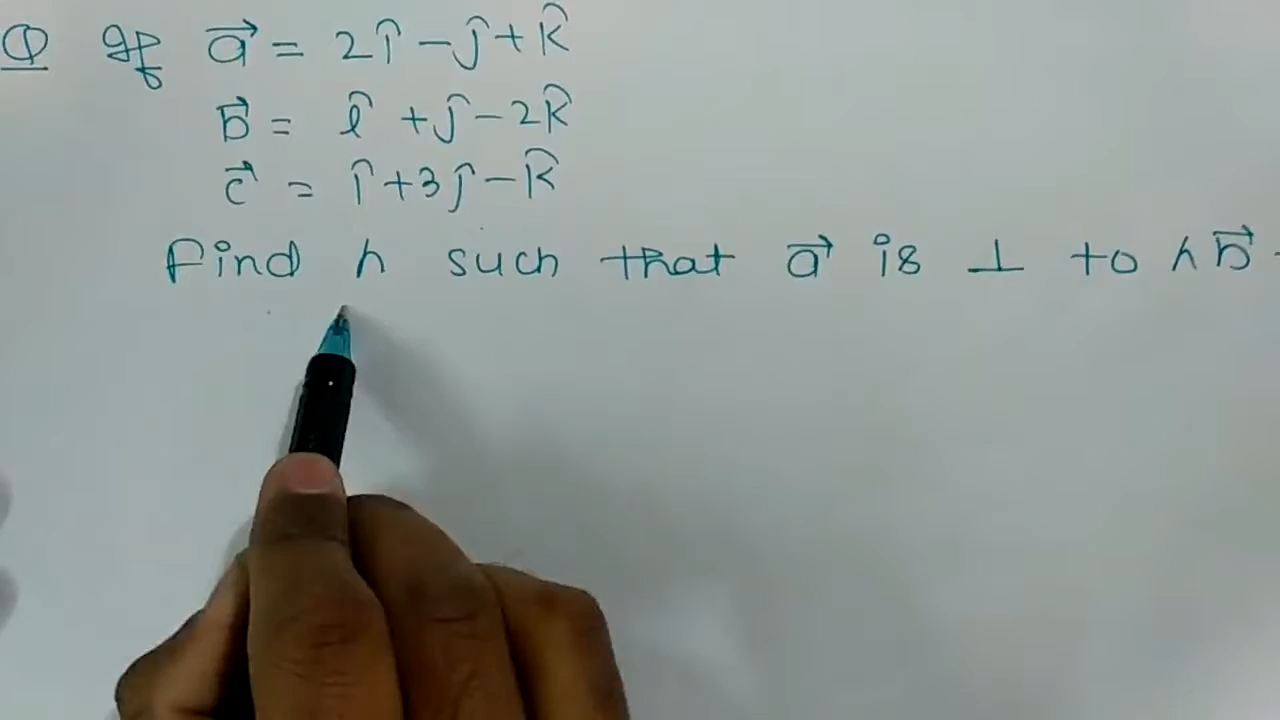 Q If a⃗ = 2î - ĵ + k̂
b⃗ = î + ĵ - 2k̂
c⃗ = î + 3ĵ - k̂
Find λ such that a⃗ is ⊥ to λb⃗